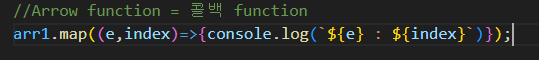 //Arrow function = 콜백 function
arr1.map((e,index)=>{console.log(`${e} : ${index}`)});